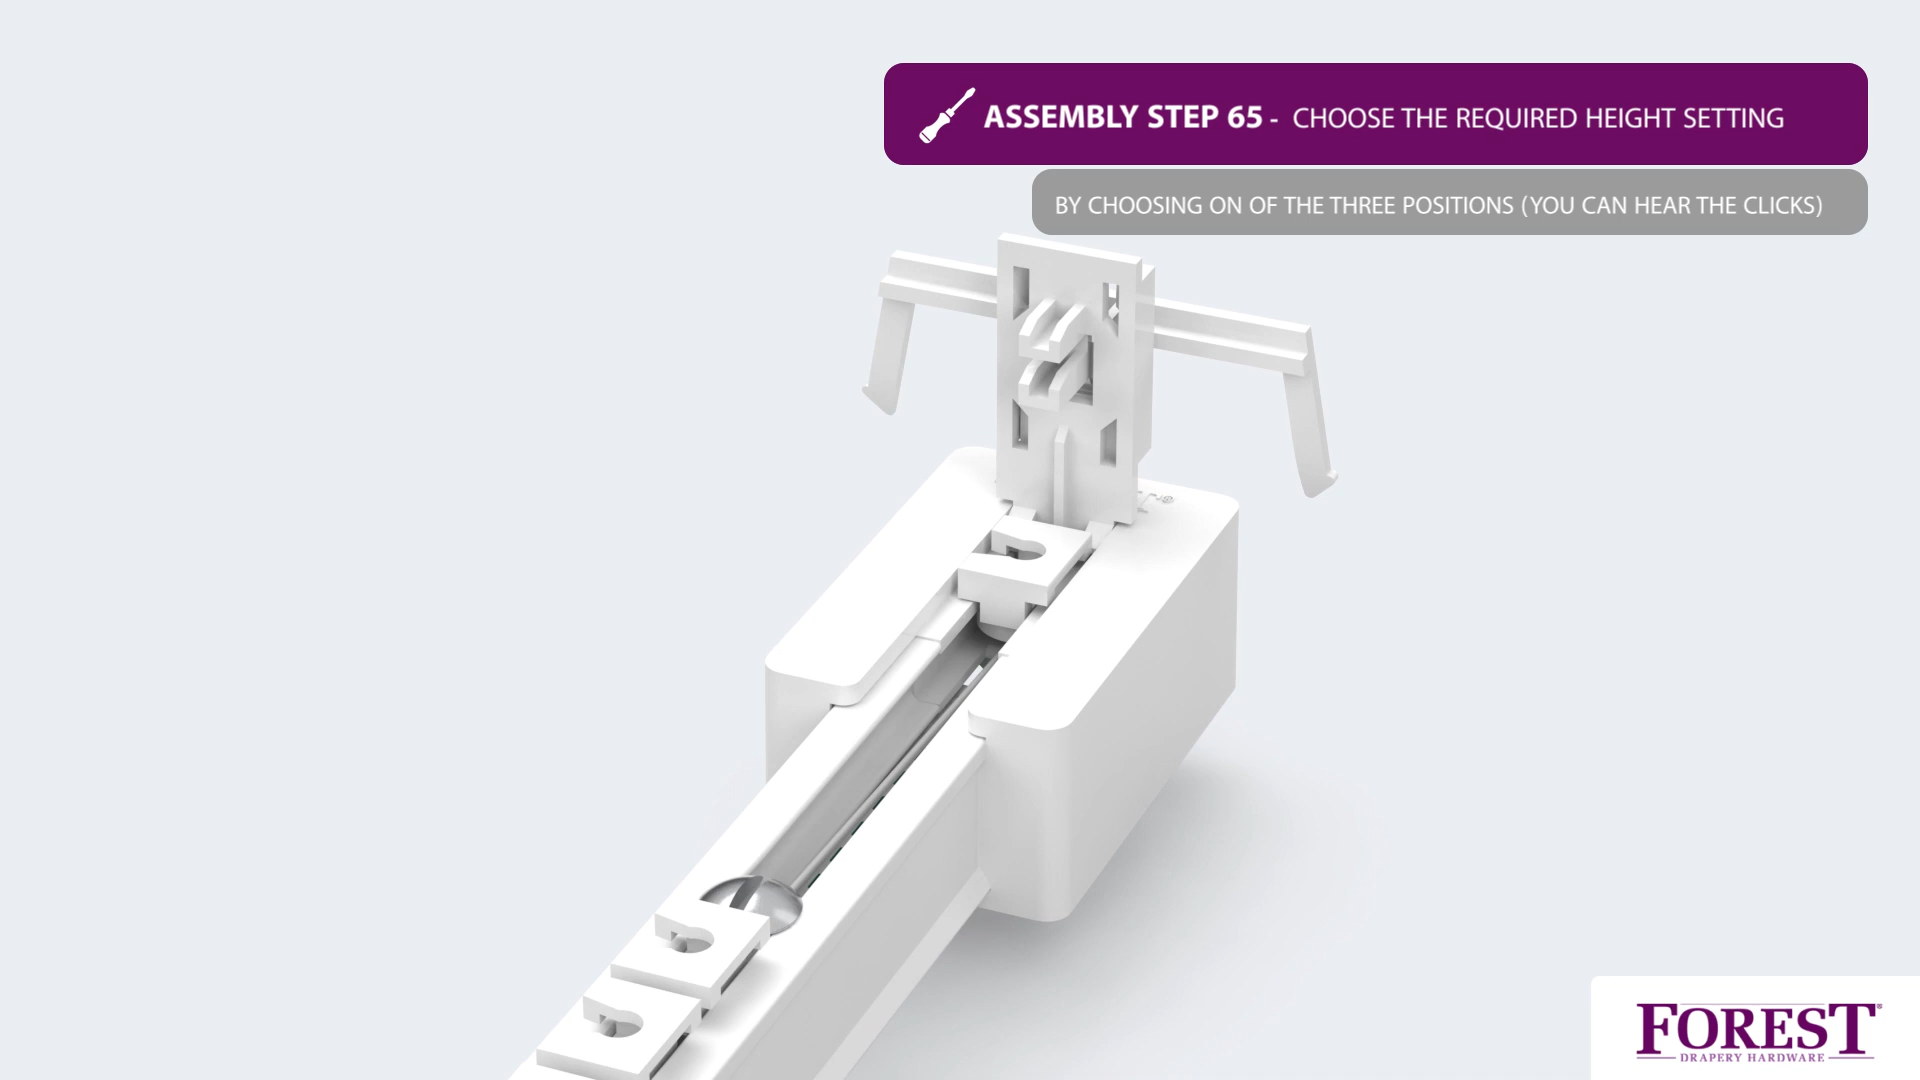 ASSEMBLY STEP 65 - CHOOSE THE REQUIRED HEIGHT SETTING
BY CHOOSING ON OF THE THREE POSITIONS (YOU CAN HEAR THE CLICKS)
FOREST®
DRAPERY HARDWARE